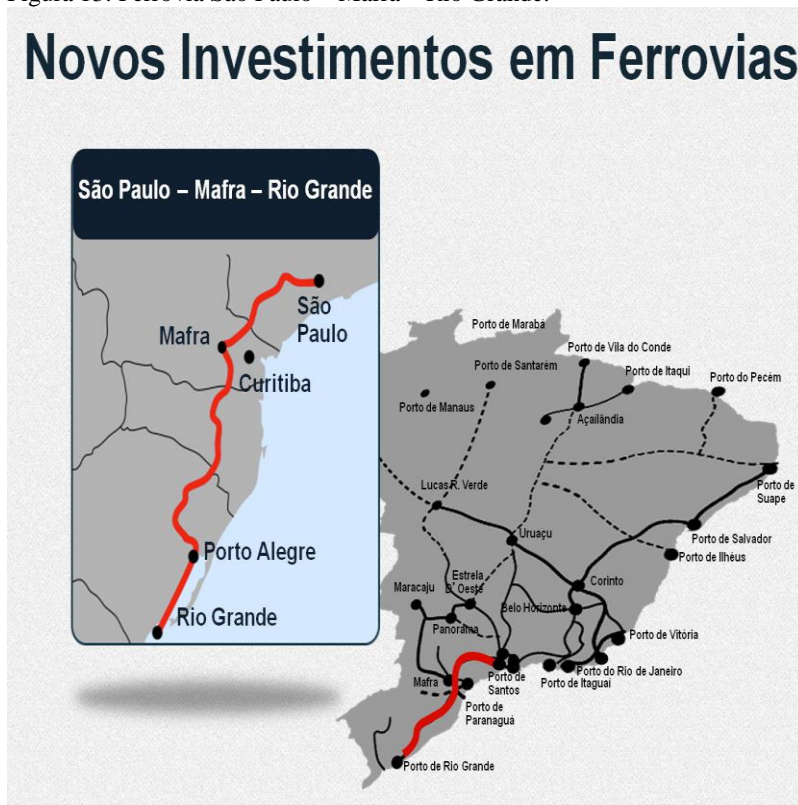 Figura 13. Ferrovia São Paulo – Mafra – Rio Grande.
Novos Investimentos em Ferrovias
São Paulo – Mafra – Rio Grande
São
Paulo
Mafra
Curitiba
Porto Alegre
Rio Grande
Porto de Marabá
Porto de Vila do Conde
Porto de Santarém
Porto de Itaqui
Porto do Pecém
Porto de Manaus
Açailândia
Lucas R. Verde
Porto de
Suape
Uruaçu
Porto de Salvador
Porto de Ilhéus
Estrela
D´ Oeste
Corinto
Maracaju
Belo Horizonte
Panorama
Porto de Vitória
Mafra
Porto de
Santos
Porto do Rio de Janeiro
Porto de Itaguaí
Porto de
Paranaguá
Porto de Rio Grande